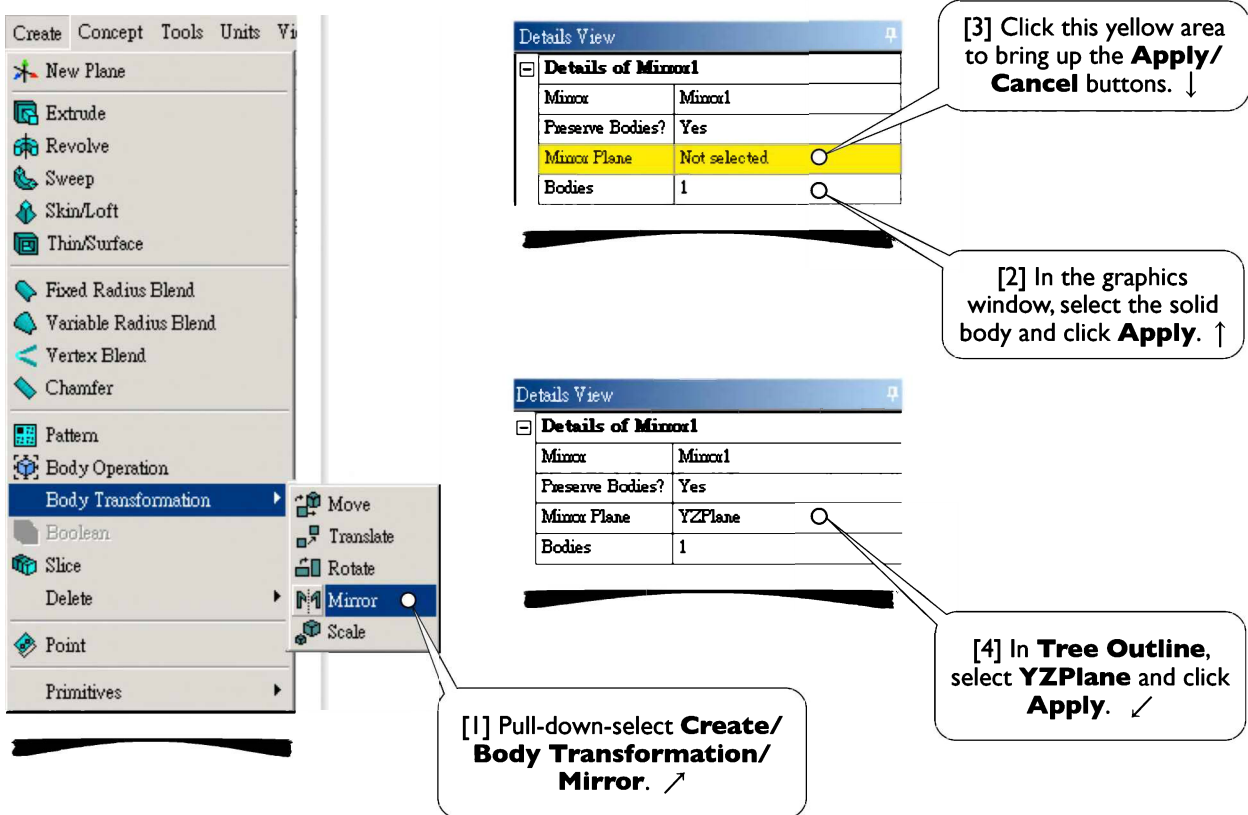 Create Concept Tools Units Vi
New Plane
Extrude
Revolve
Sweep
Skin/Loft
Thin/Surface
Fixed Radius Blend
Variable Radius Blend
Vertex Blend
Chamfer
Pattern
Body Operation
Body Transformation
Boolean
Slice
Delete
Point
Primitives
Move
Translate
Rotate
Mirror
Scale
[1] Pull-down-select Create/
Body Transformation/
Mirror. ↗
Details View
Details of Mirror1
Mirror Mirror1
Preserve Bodies? Yes
Mirror Plane Not selected
Bodies 1
[3] Click this yellow area
to bring up the Apply/
Cancel buttons. ↓
[2] In the graphics
window, select the solid
body and click Apply. ↑
Details View
Details of Mirror1
Mirror Mirror1
Preserve Bodies? Yes
Mirror Plane YZPlane
Bodies 1
[4] In Tree Outline,
select YZPlane and click
Apply. ↙